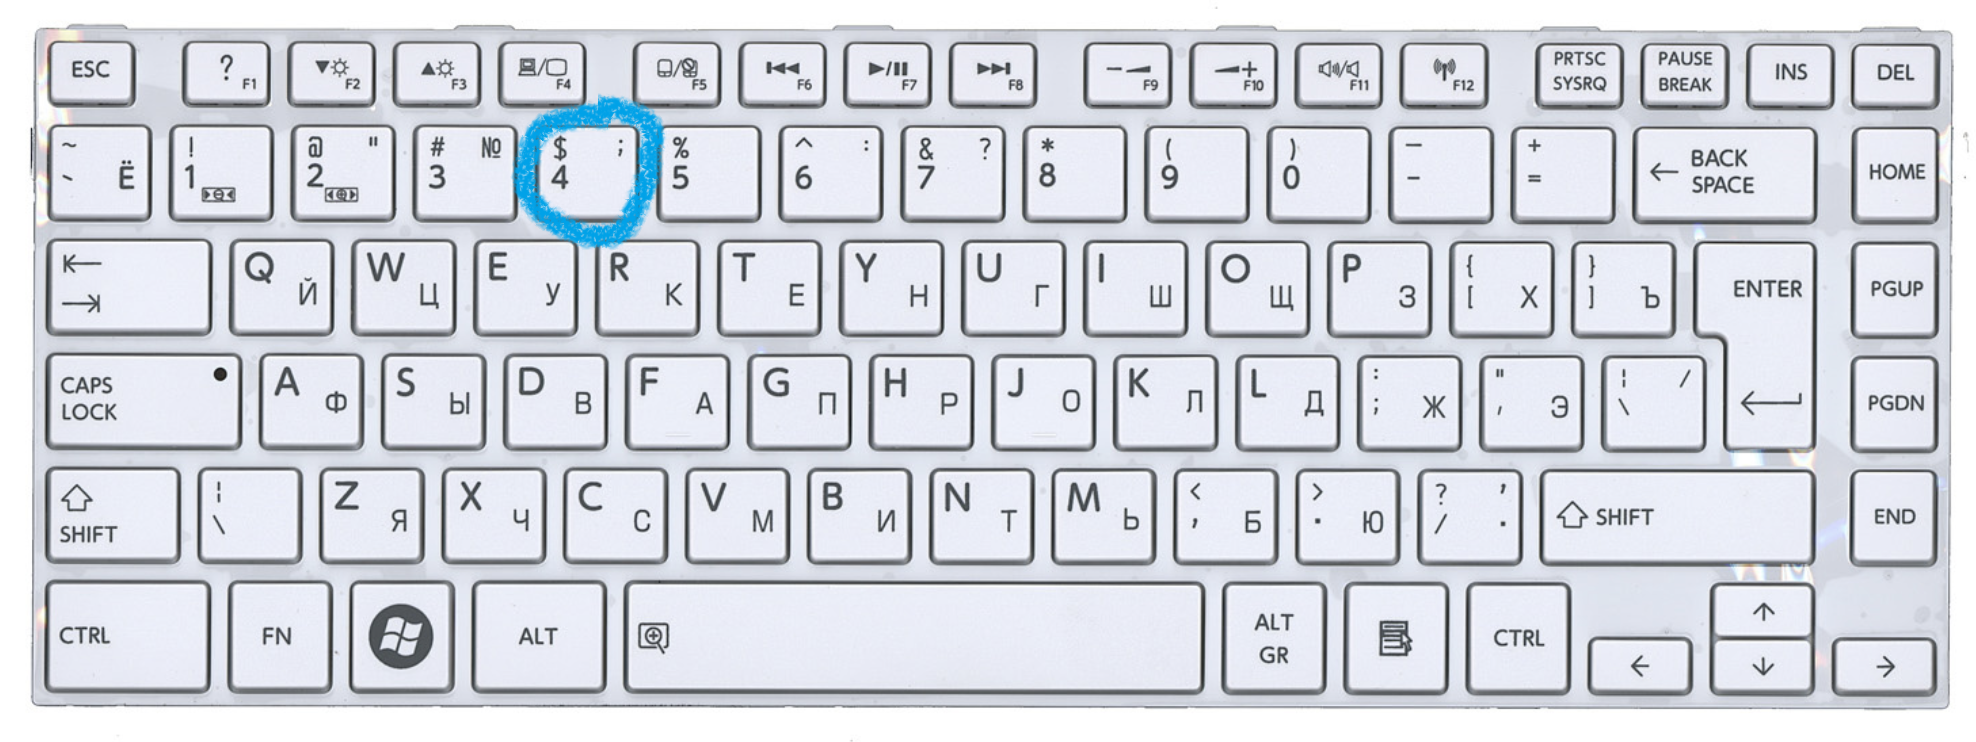 ESC ? F1 F2 F3 F4 F5 F6 F7 F8 F9 F10 F11 F12 PRTSC SYSRQ PAUSE BREAK INS DEL
~ ` Ё ! 1 @ " 2 # № 3 $ ; 4 % 5 ^ : 6 & ? 7 * 8 ( 9 ) 0 — - + = ← BACK SPACE HOME
Q Й W Ц E У R К T Е Y Н U Г I Ш O Щ P З { [ Х } ] Ъ ENTER PGUP
CAPS LOCK A Ф S Ы D В F А G П H Р J О K Л L Д : ; Ж " ' Э ¦ / \ PGDN
SHIFT ¦ \ Z Я X Ч C С V М B И N Т M Ь < , Б > . Ю ? , / . SHIFT END
CTRL FN ALT ALT GR CTRL ← ↑ ↓ →